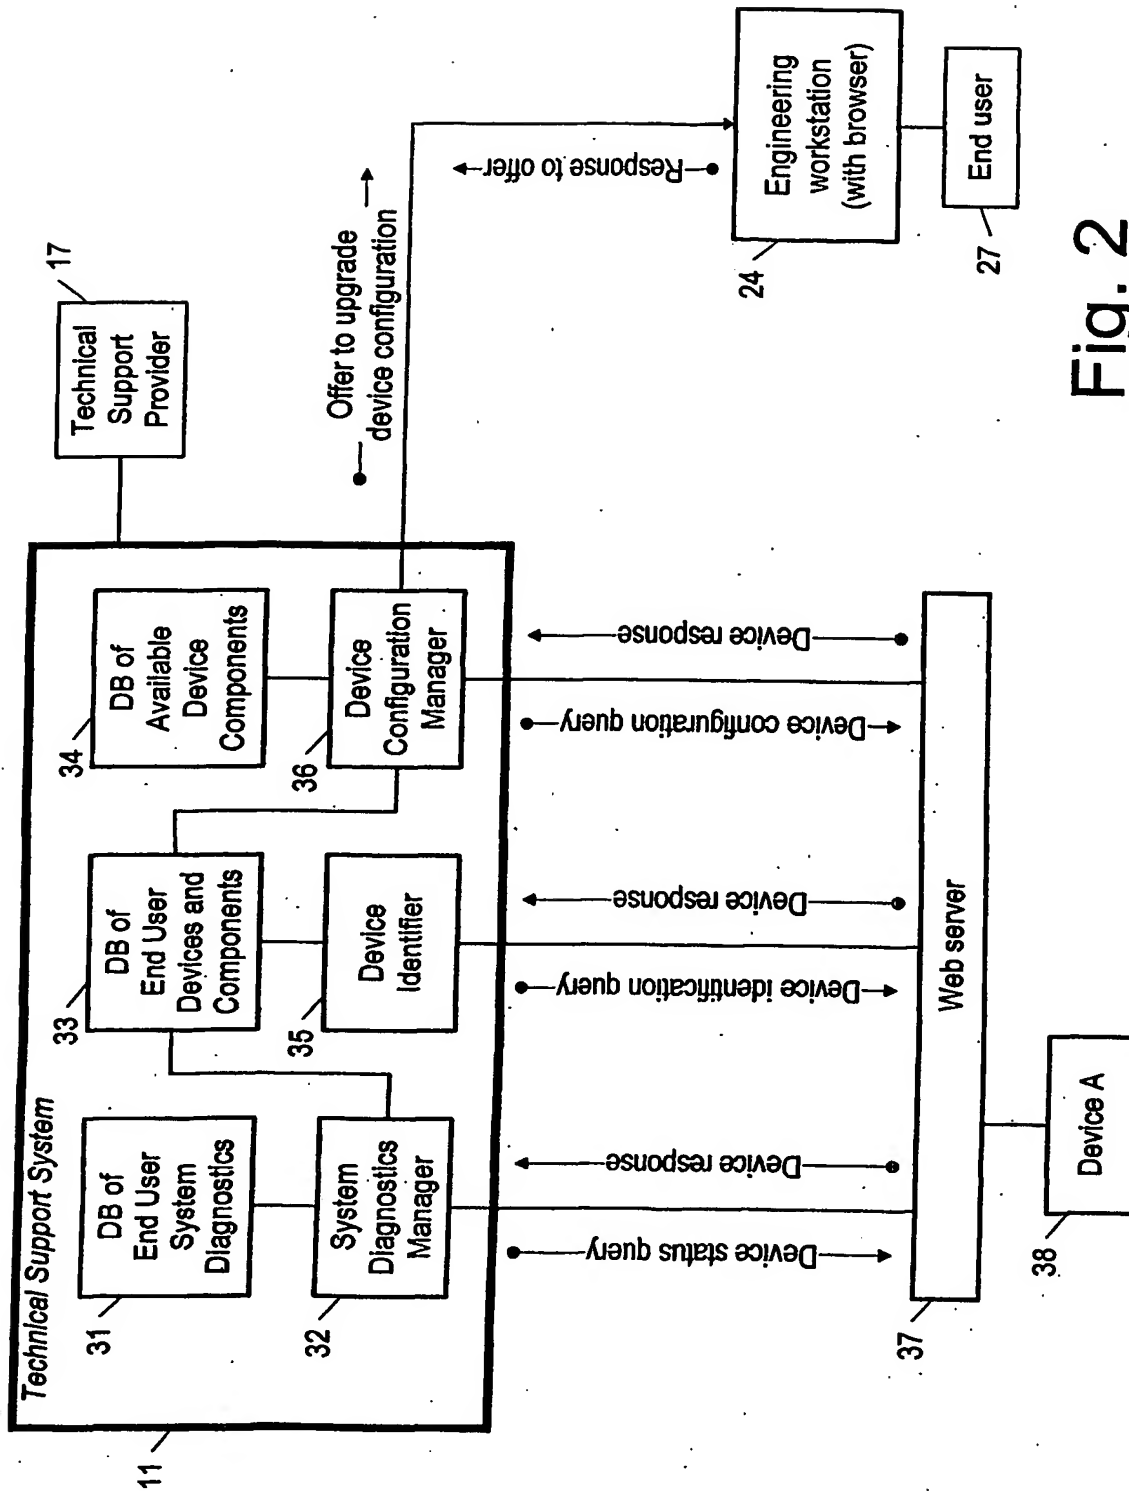 Technical Support System
11
17
Technical
Support
Provider
31
DB of
End User
System
Diagnostics
33
DB of
End User
Devices and
Components
34
DB of
Available
Device
Components
32
System
Diagnostics
Manager
35
Device
Identifier
36
Device
Configuration
Manager
Offer to upgrade
device configuration
Response to offer
Device status query
Device response
Device identification query
Device response
Device configuration query
Device response
24
Engineering
workstation
(with browser)
27
End user
37
Web server
38
Device A
Fig. 2